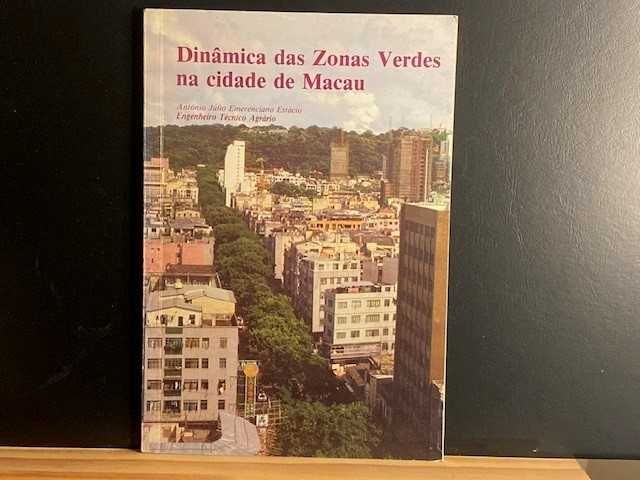 Dinâmica das Zonas Verdes
na cidade de Macau
António Júlio Emerenciano Estácio
Engenheiro Técnico Agrário